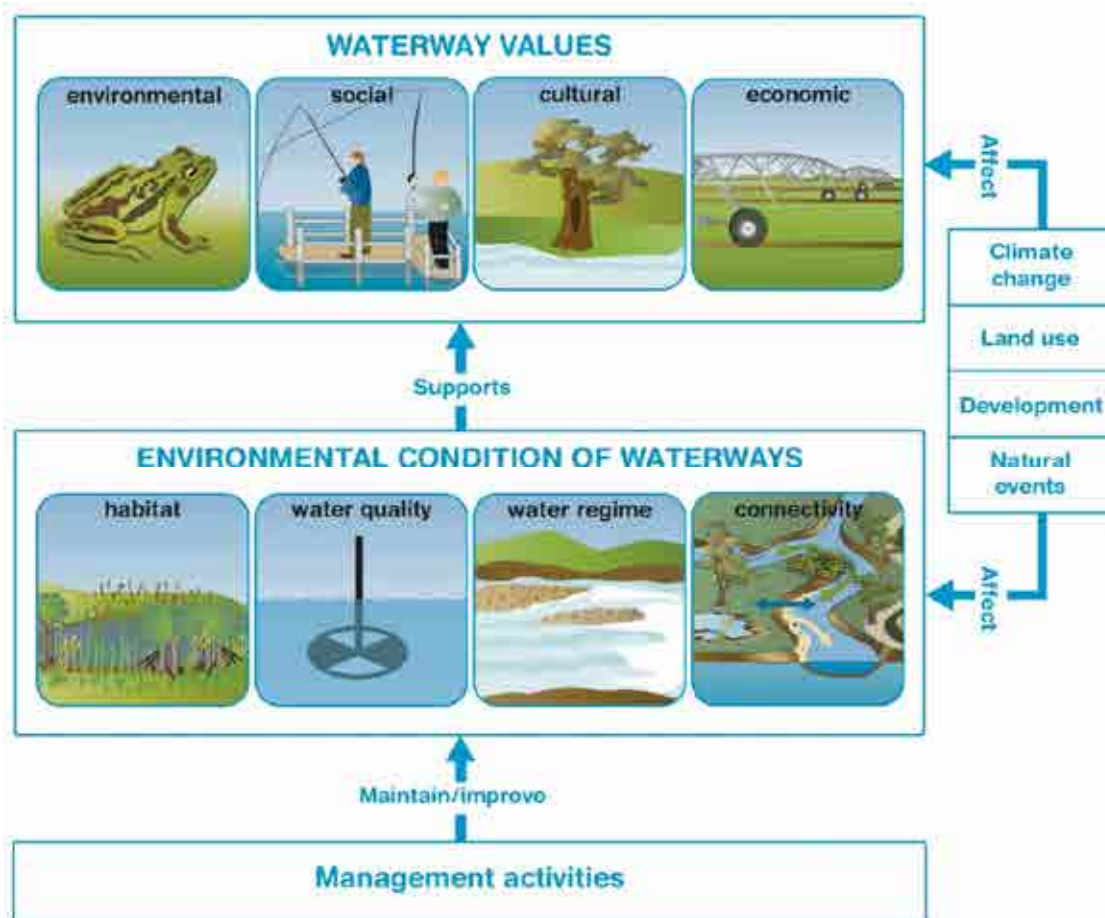 WATERWAY VALUES
environmental
social
cultural
economic
Affect
Climate
change
Land use
Development
Natural
events
Supports
ENVIRONMENTAL CONDITION OF WATERWAYS
habitat
water quality
water regime
connectivity
Affect
Maintain/improve
Management activities